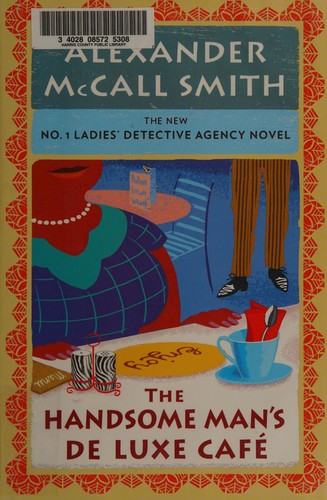 3 4028 08572 5308
HARRIS COUNTY PUBLIC LIBRARY
ALEXANDER
McCALL SMITH
THE NEW
NO. 1 LADIES' DETECTIVE AGENCY NOVEL
enjoy
Menu
THE
HANDSOME MAN'S
DE LUXE CAFÉ